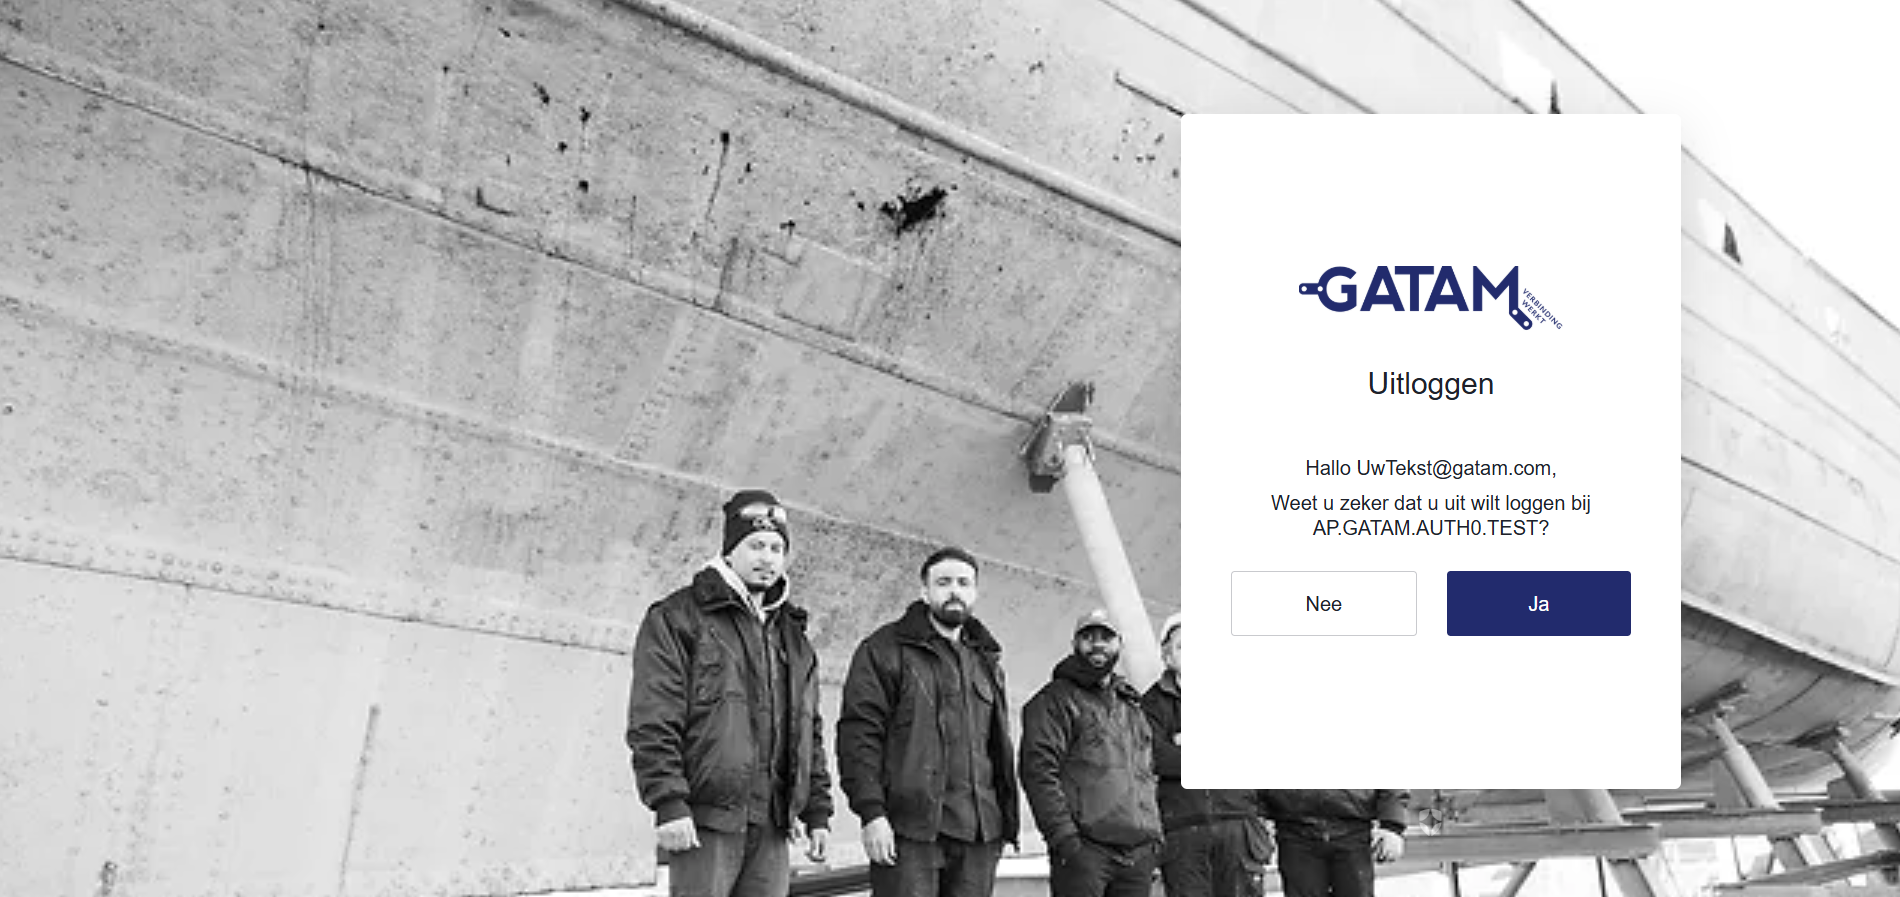 GATAM
VERBINDING
WERKT
Uitloggen
Hallo UwTekst@gatam.com,
Weet u zeker dat u uit wilt loggen bij
AP.GATAM.AUTH0.TEST?
Nee
Ja